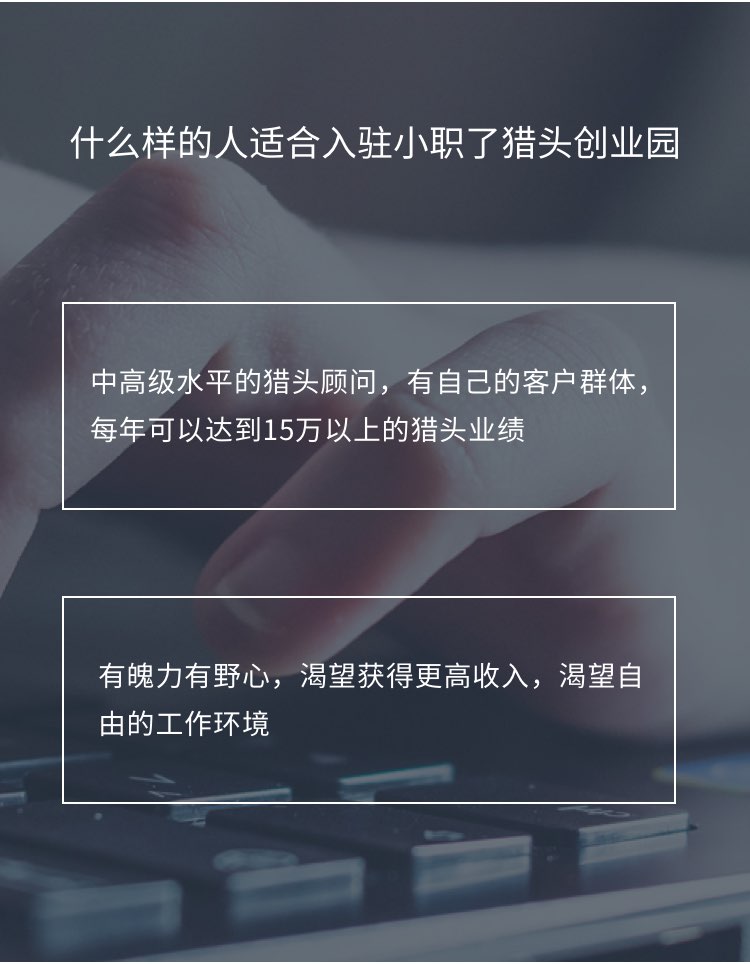 什么样的人适合入驻小职了猎头创业园
中高级水平的猎头顾问，有自己的客户群体，
每年可以达到15万以上的猎头业绩
有魄力有野心，渴望获得更高收入，渴望自
由的工作环境